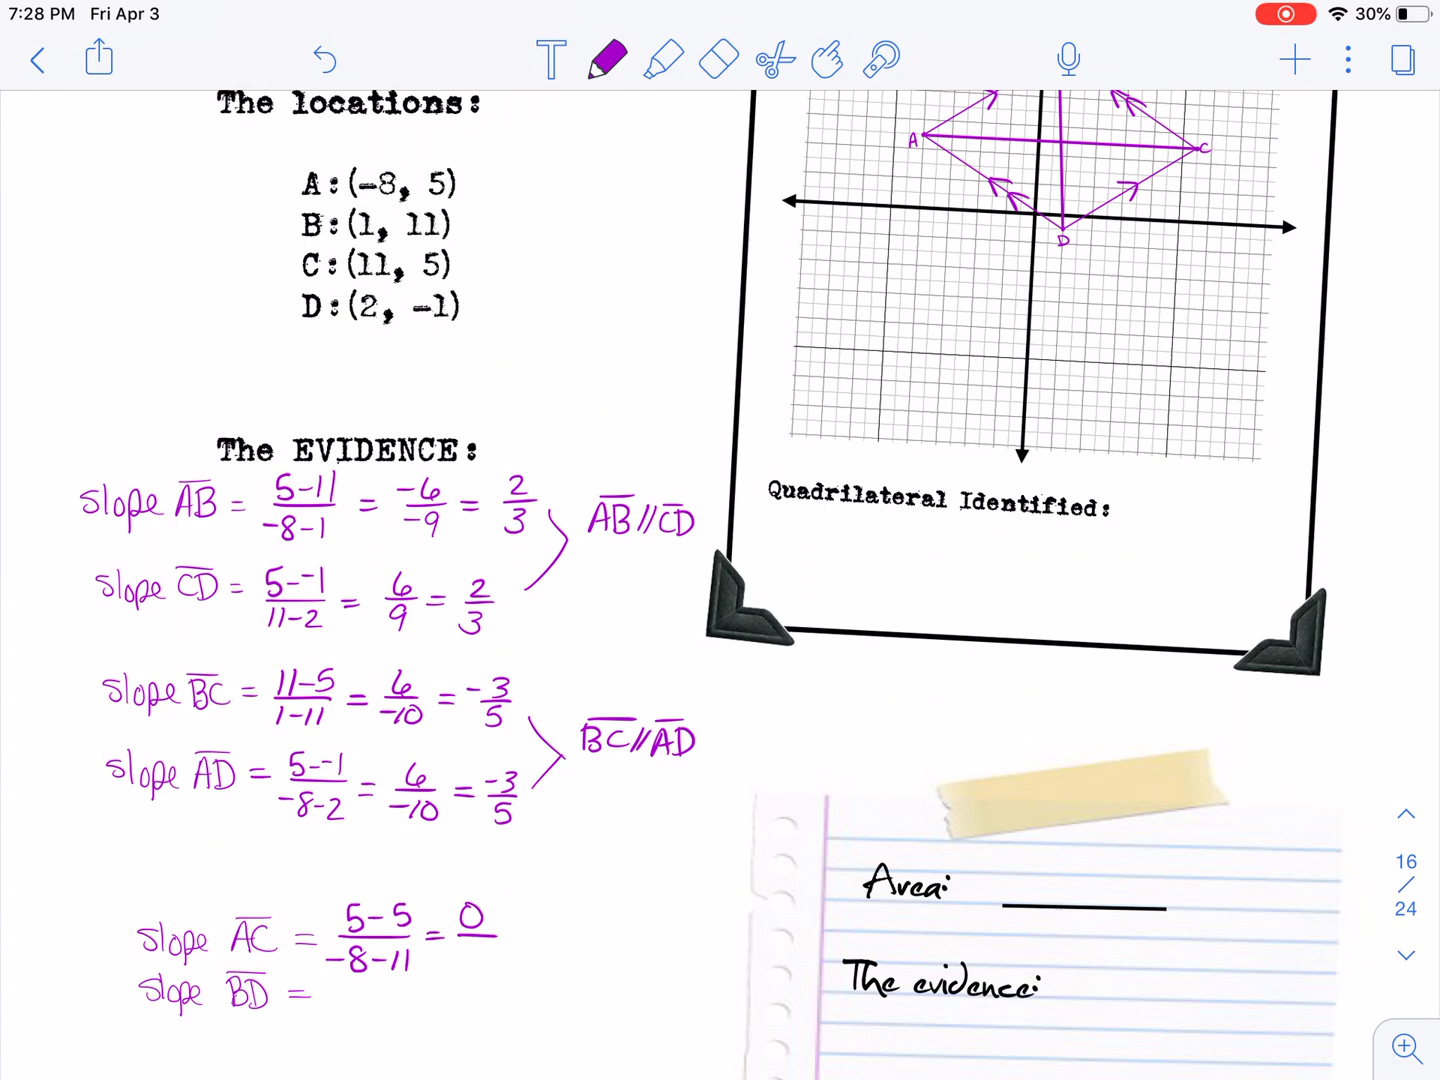 7:28 PM Fri Apr 3
30%
T
The locations:
A:(-8, 5)
B:(1, 11)
C:(11, 5)
D:(2, -1)
A
C
D
The EVIDENCE:
slope AB = 5-11/-8-1 = -6/-9 = 2/3
AB//CD
slope CD = 5--1/11-2 = 6/9 = 2/3
slope BC = 11-5/1-11 = 6/-10 = -3/5
BC//AD
slope AD = 5--1/-8-2 = 6/-10 = -3/5
slope AC = 5-5/-8-11 = 0
slope BD =
Quadrilateral Identified:
Area:
The evidence:
16
/
24